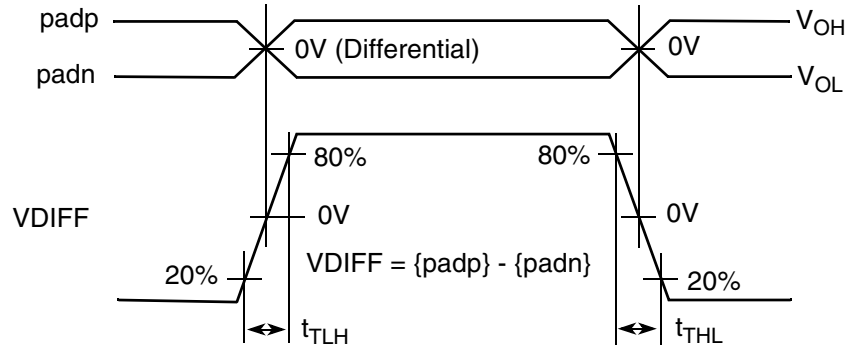 padp
V_OH
0V (Differential)
0V
padn
V_OL
80%
80%
VDIFF
0V
0V
VDIFF = {padp} - {padn}
20%
20%
t_TLH
t_THL